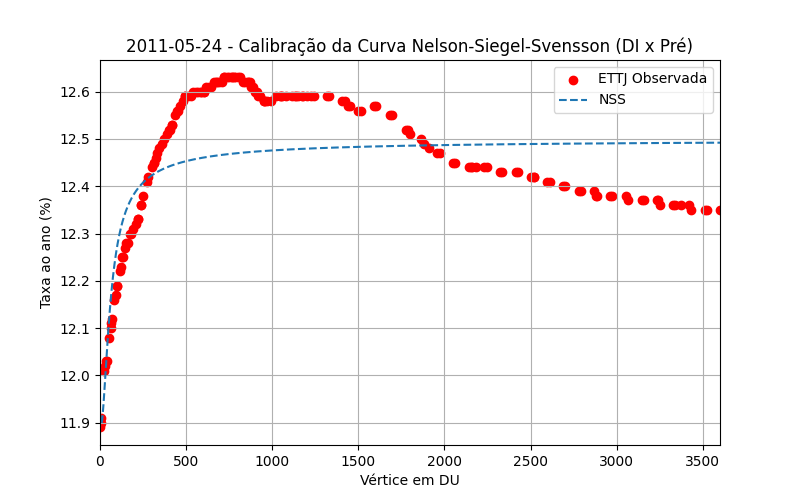 2011-05-24 - Calibração da Curva Nelson-Siegel-Svensson (DI x Pré)
ETTJ Observada
NSS
Taxa ao ano (%)
12.6
12.5
12.4
12.3
12.2
12.1
12.0
11.9
0 500 1000 1500 2000 2500 3000 3500
Vértice em DU